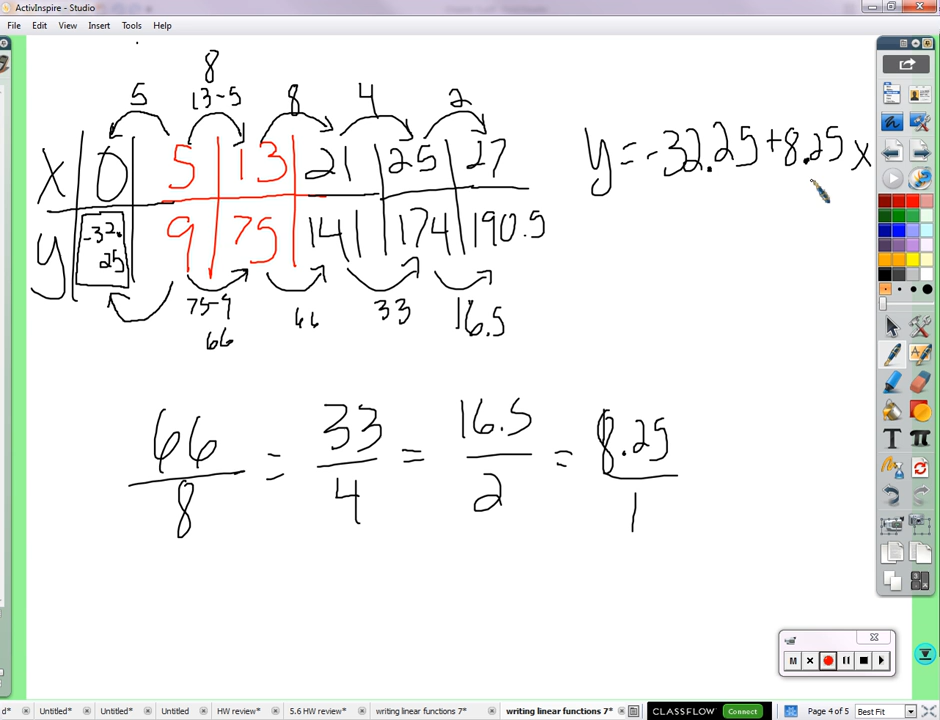 ActivInspire - Studio
File Edit View Insert Tools Help
8
5 13-5 8 4 2
X 0 5 13 21 25 27
y -32.25 9 75 141 174 190.5
75-9 66 33 16.5
66
y = -32.25 + 8.25 x
66/8 = 33/4 = 16.5/2 = 8.25/1
T π
M
d* Untitled* Untitled* Untitled HW review* 5.6 HW review* writing linear functions 7* writing linear functions 7* CLASSFLOW Connect Page 4 of 5 Best Fit